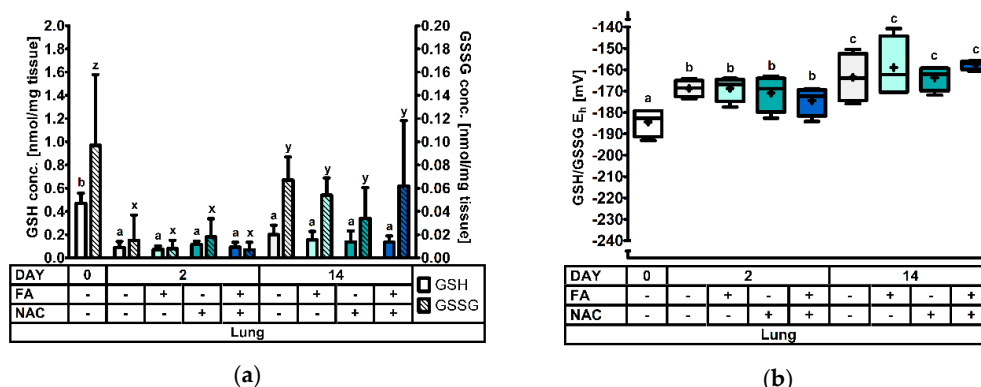 GSH conc. [nmol/mg tissue]
2.0
1.8
1.6
1.4
1.2
1.0
0.8
0.6
0.4
0.2
0.0
b z a x a x a x a x a y a y a y a y
0.20
0.18
0.16
0.14
0.12
0.10
0.08
0.06
0.04
0.02
0.00
GSSG conc. [nmol/mg tissue]
DAY 0 2 14
FA - - + - + - + - +
NAC - - - + + - - + +
Lung
GSH
GSSG
(a)
GSH/GSSG Eh [mV]
-140
-150
-160
-170
-180
-190
-200
-210
-220
-230
-240
a b b b b c c c c
DAY 0 2 14
FA - - + - + - + - +
NAC - - - + + - - + +
Lung
(b)